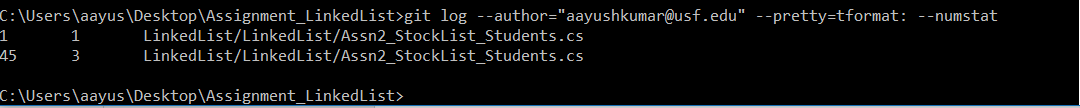 C:\Users\aayus\Desktop\Assignment_LinkedList>git log --author="aayushkumar@usf.edu" --pretty=tformat: --numstat
1       1       LinkedList/LinkedList/Assn2_StockList_Students.cs
45      3       LinkedList/LinkedList/Assn2_StockList_Students.cs
C:\Users\aayus\Desktop\Assignment_LinkedList>